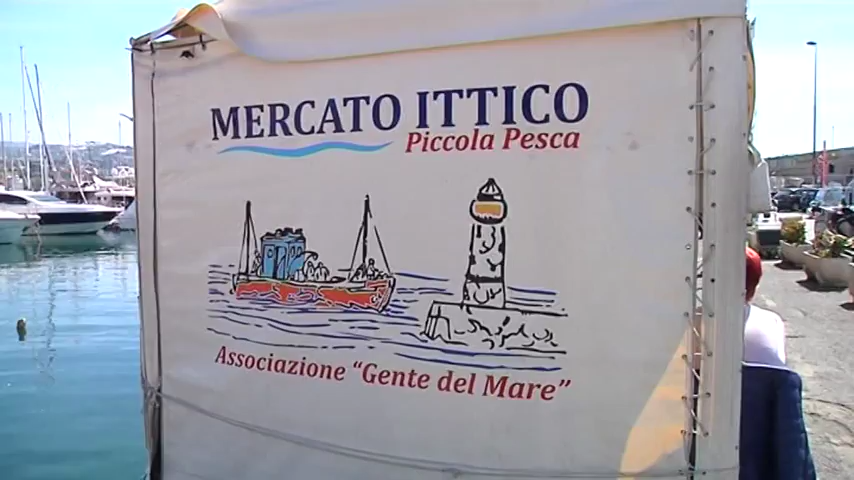 MERCATO ITTICO
Piccola Pesca
Associazione "Gente del Mare"